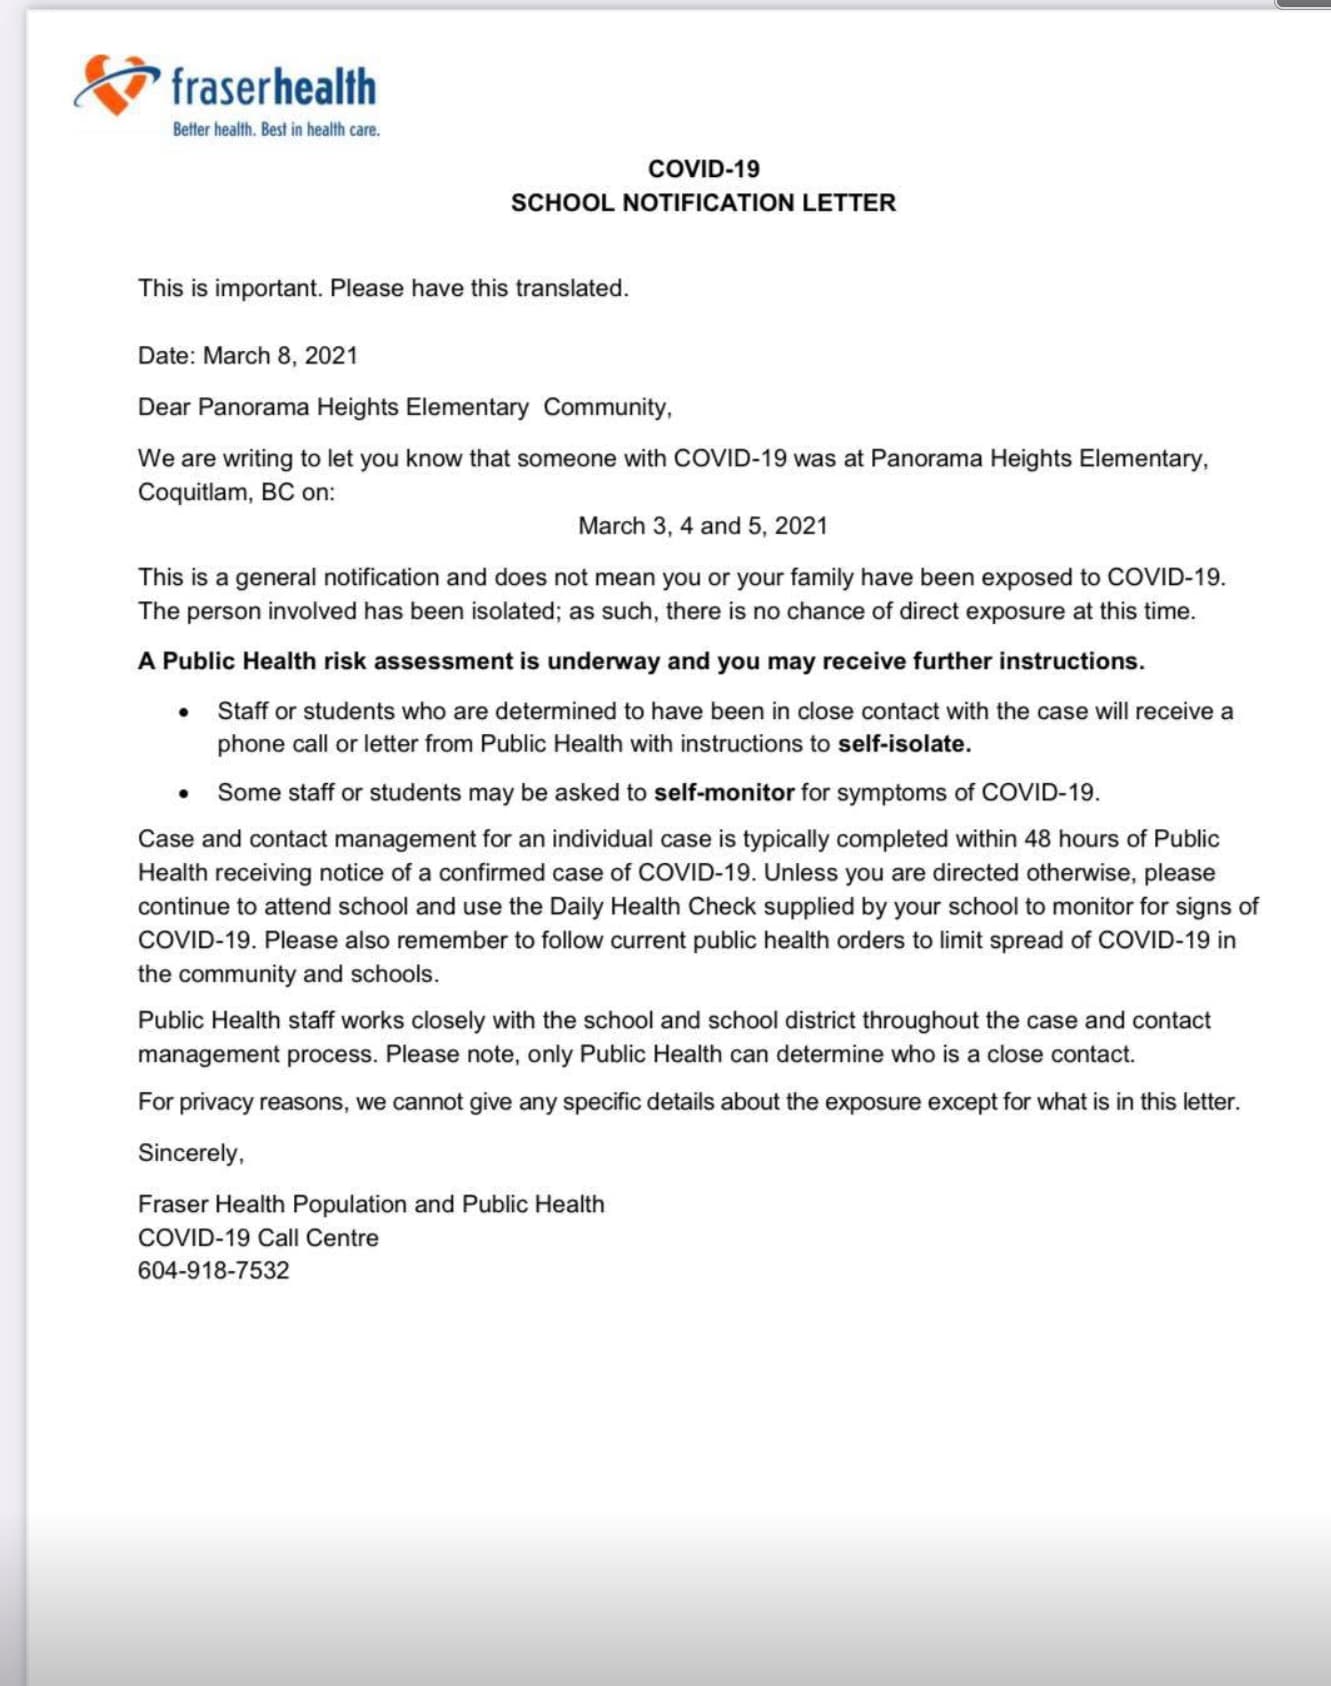 fraserhealth
Better health. Best in health care.
COVID-19
SCHOOL NOTIFICATION LETTER
This is important. Please have this translated.
Date: March 8, 2021
Dear Panorama Heights Elementary  Community,
We are writing to let you know that someone with COVID-19 was at Panorama Heights Elementary,
Coquitlam, BC on:
March 3, 4 and 5, 2021
This is a general notification and does not mean you or your family have been exposed to COVID-19.
The person involved has been isolated; as such, there is no chance of direct exposure at this time.
A Public Health risk assessment is underway and you may receive further instructions.
• Staff or students who are determined to have been in close contact with the case will receive a
phone call or letter from Public Health with instructions to self-isolate.
• Some staff or students may be asked to self-monitor for symptoms of COVID-19.
Case and contact management for an individual case is typically completed within 48 hours of Public
Health receiving notice of a confirmed case of COVID-19. Unless you are directed otherwise, please
continue to attend school and use the Daily Health Check supplied by your school to monitor for signs of
COVID-19. Please also remember to follow current public health orders to limit spread of COVID-19 in
the community and schools.
Public Health staff works closely with the school and school district throughout the case and contact
management process. Please note, only Public Health can determine who is a close contact.
For privacy reasons, we cannot give any specific details about the exposure except for what is in this letter.
Sincerely,
Fraser Health Population and Public Health
COVID-19 Call Centre
604-918-7532